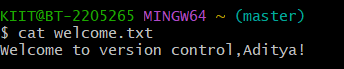 KIIT@BT-2205265 MINGW64 ~ (master)
$ cat welcome.txt
Welcome to version control,Aditya!